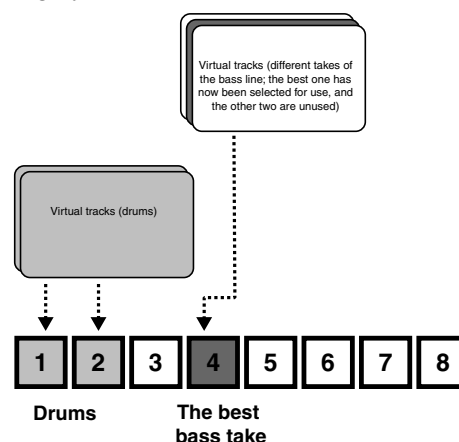 Virtual tracks (different takes of
the bass line; the best one has
now been selected for use, and
the other two are unused)
Virtual tracks (drums)
1 2 3 4 5 6 7 8
Drums
The best
bass take